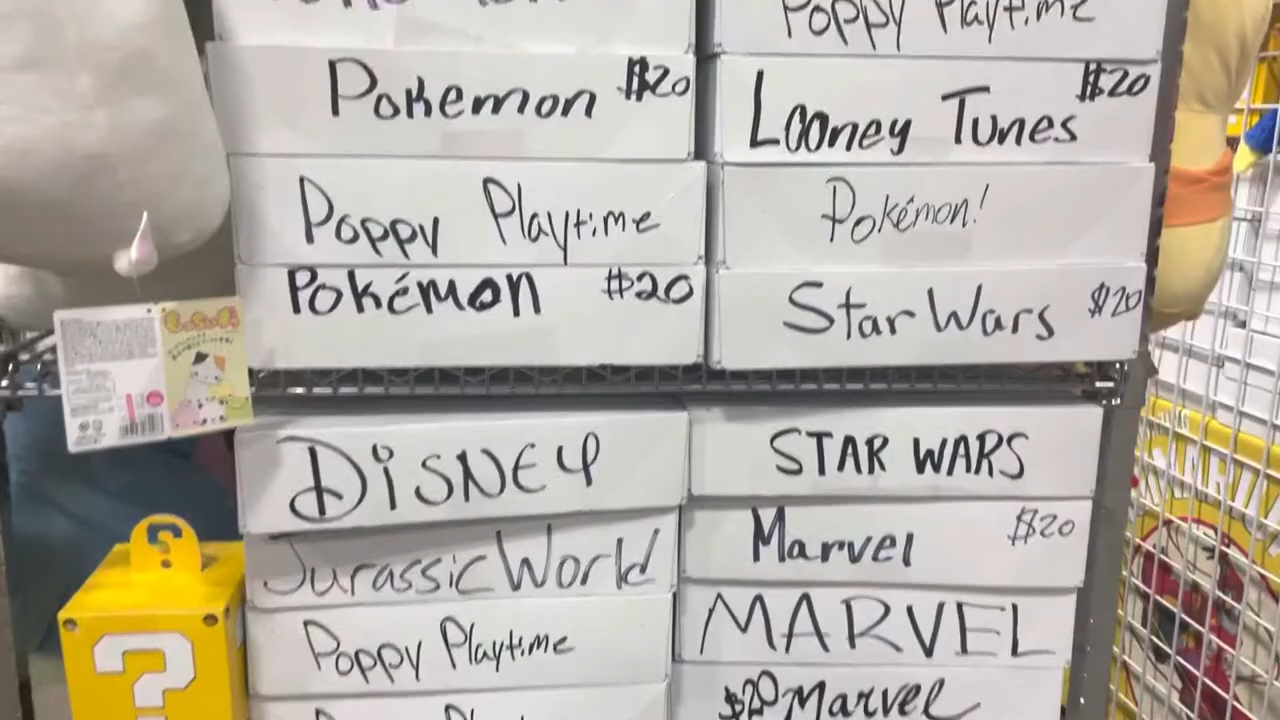 Poppy Playtime
Pokemon $20
Looney Tunes $20
Poppy Playtime
Pokémon!
Pokémon $20
Star Wars $20
DiSNEY
STAR WARS
Jurassic World
Marvel $20
Poppy Playtime
MARVEL
$20 Marvel
?
?